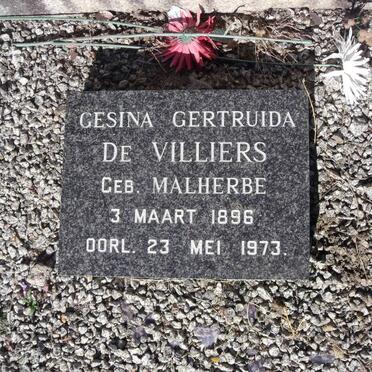 GESINA GERTRUIDA
DE VILLIERS
GEB. MALHERBE
3 MAART 1896
OORL. 23 MEI 1973.